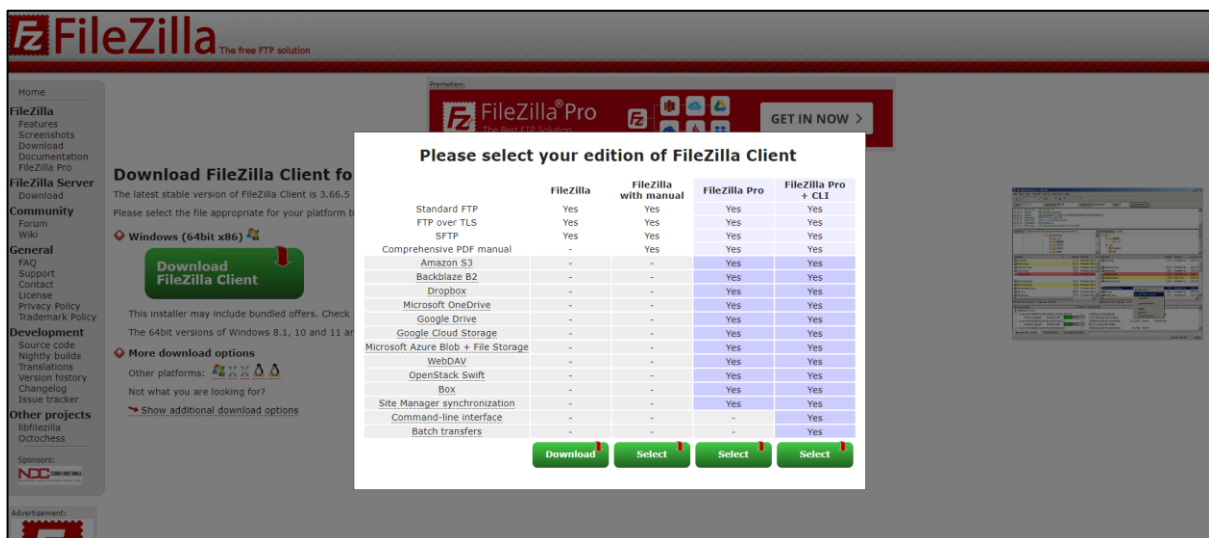 FileZilla The free FTP solution
Home
FileZilla
Features
Screenshots
Download
Documentation
FileZilla Pro
FileZilla Server
Download
Community
Forum
Wiki
General
FAQ
Support
Contact
License
Privacy Policy
Trademark Policy
Development
Source code
Nightly builds
Translations
Version history
Changelog
Issue tracker
Other projects
libfilezilla
Octochess
Sponsors:
Advertisement:
Promotion:
FileZilla® Pro
The Best FTP Solution
GET IN NOW >
Download FileZilla Client fo
The latest stable version of FileZilla Client is 3.66.5
Please select the file appropriate for your platform b
Windows (64bit x86)
Download
FileZilla Client
This installer may include bundled offers. Check
The 64bit versions of Windows 8.1, 10 and 11 ar
More download options
Other platforms:
Not what you are looking for?
Show additional download options
Please select your edition of FileZilla Client
FileZilla FileZilla with manual FileZilla Pro FileZilla Pro + CLI
Standard FTP Yes Yes Yes Yes
FTP over TLS Yes Yes Yes Yes
SFTP Yes Yes Yes Yes
Comprehensive PDF manual - Yes Yes Yes
Amazon S3 - - Yes Yes
Backblaze B2 - - Yes Yes
Dropbox - - Yes Yes
Microsoft OneDrive - - Yes Yes
Google Drive - - Yes Yes
Google Cloud Storage - - Yes Yes
Microsoft Azure Blob + File Storage - - Yes Yes
WebDAV - - Yes Yes
OpenStack Swift - - Yes Yes
Box - - Yes Yes
Site Manager synchronization - - Yes Yes
Command-line interface - - - Yes
Batch transfers - - - Yes
Download Select Select Select